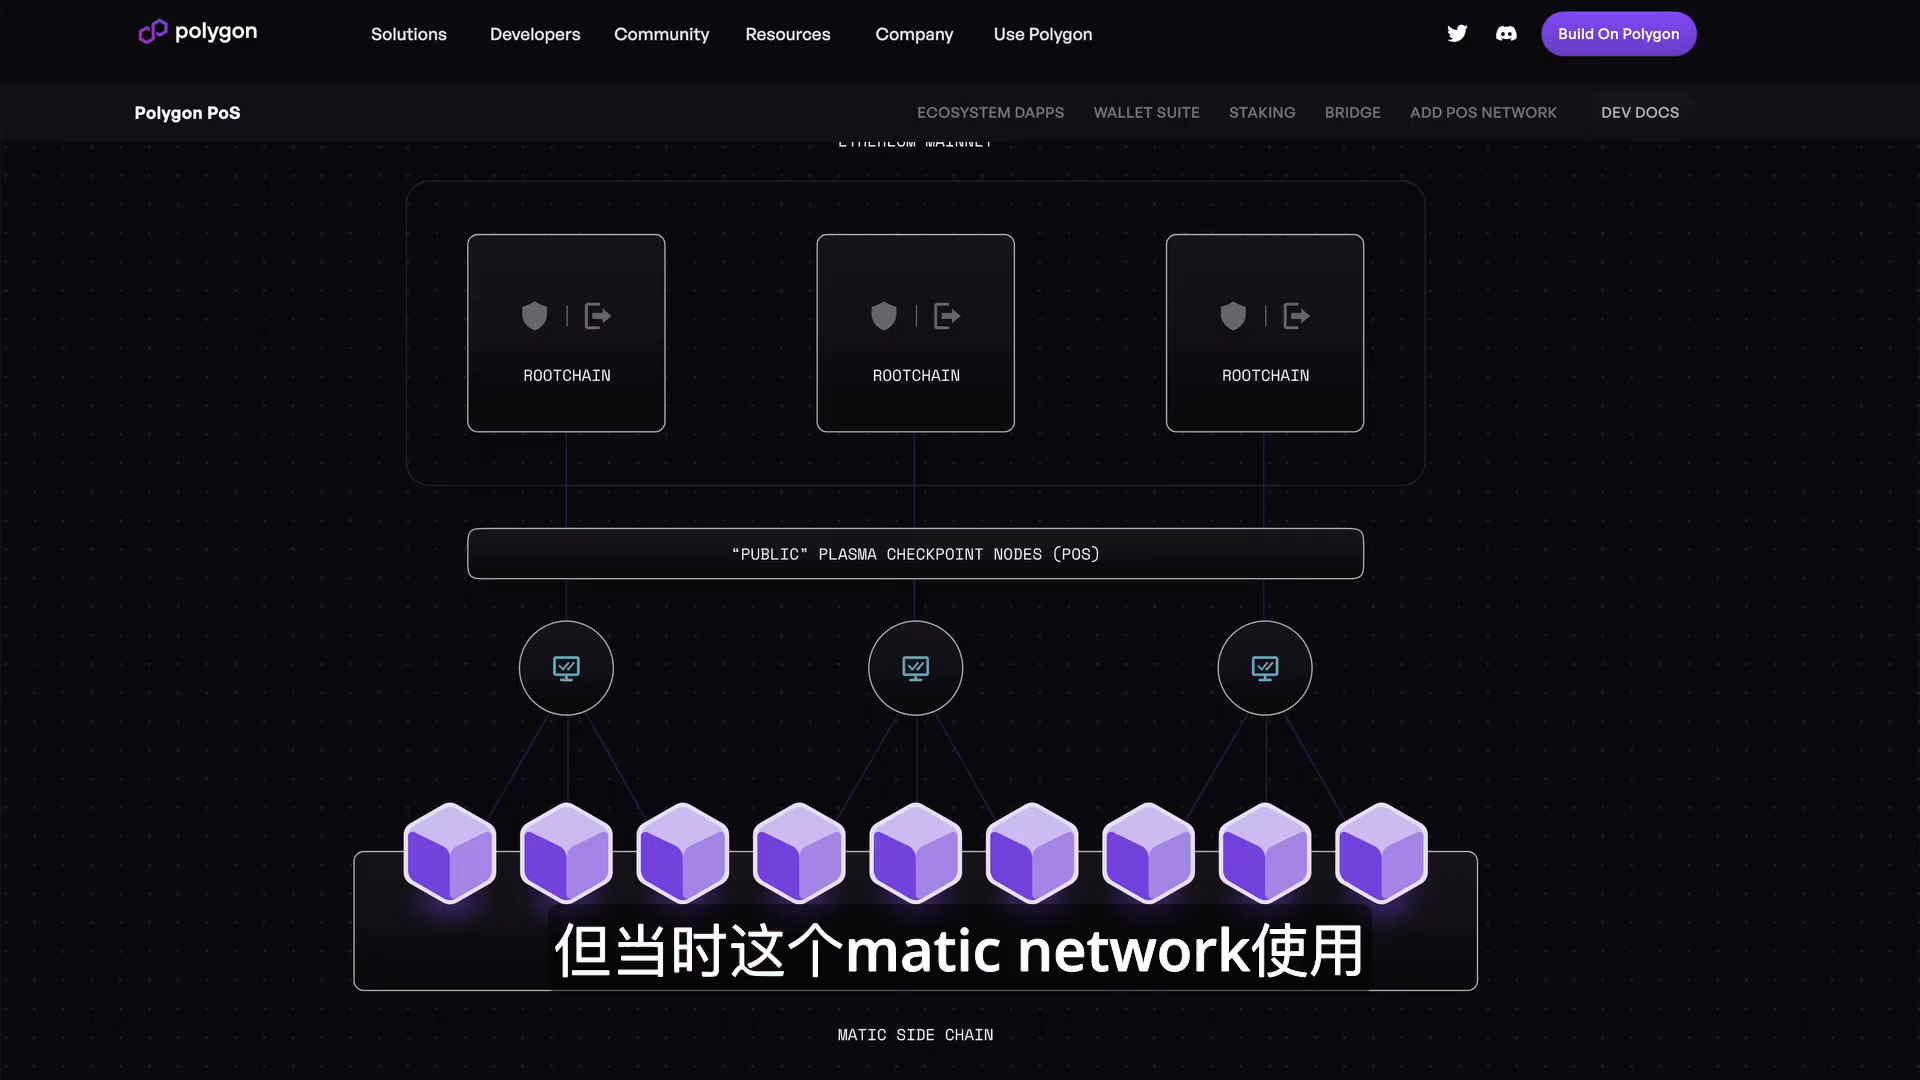 polygon
Solutions
Developers
Community
Resources
Company
Use Polygon
Build On Polygon
Polygon PoS
ECOSYSTEM DAPPS
WALLET SUITE
STAKING
BRIDGE
ADD POS NETWORK
DEV DOCS
ETHEREUM MAINNET
ROOTCHAIN
ROOTCHAIN
ROOTCHAIN
“PUBLIC” PLASMA CHECKPOINT NODES (POS)
但当时这个matic network使用
MATIC SIDE CHAIN